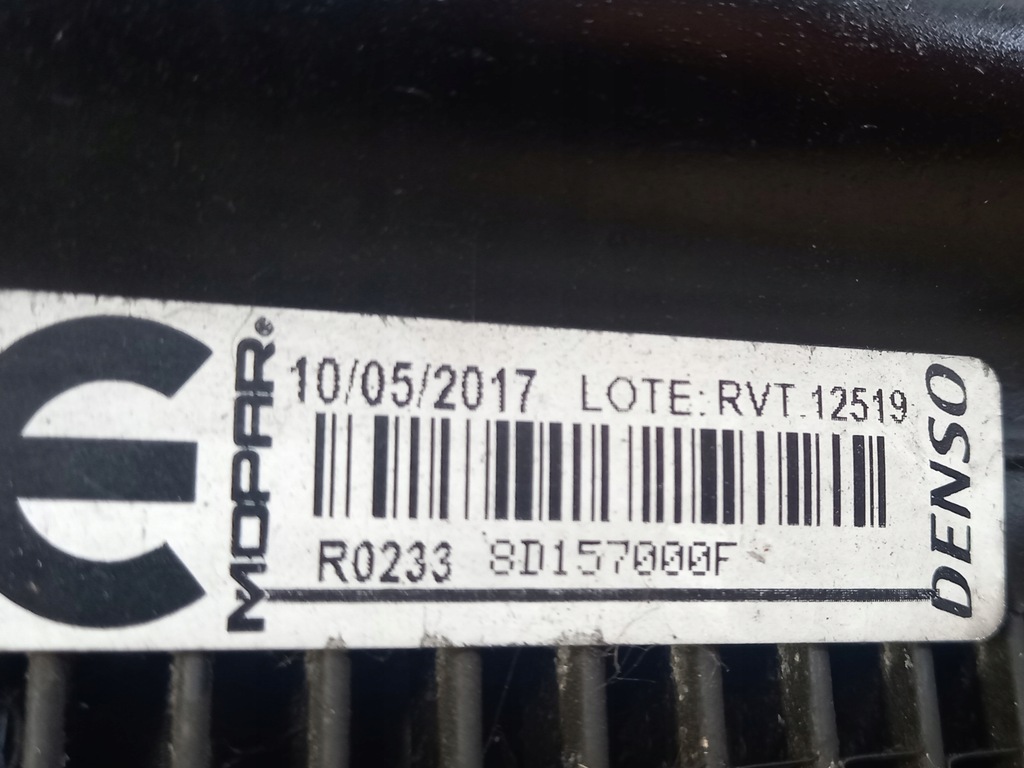 MOPAR®
10/05/2017 LOTE: RVT.12519
R0233 8D157000F
DENSO